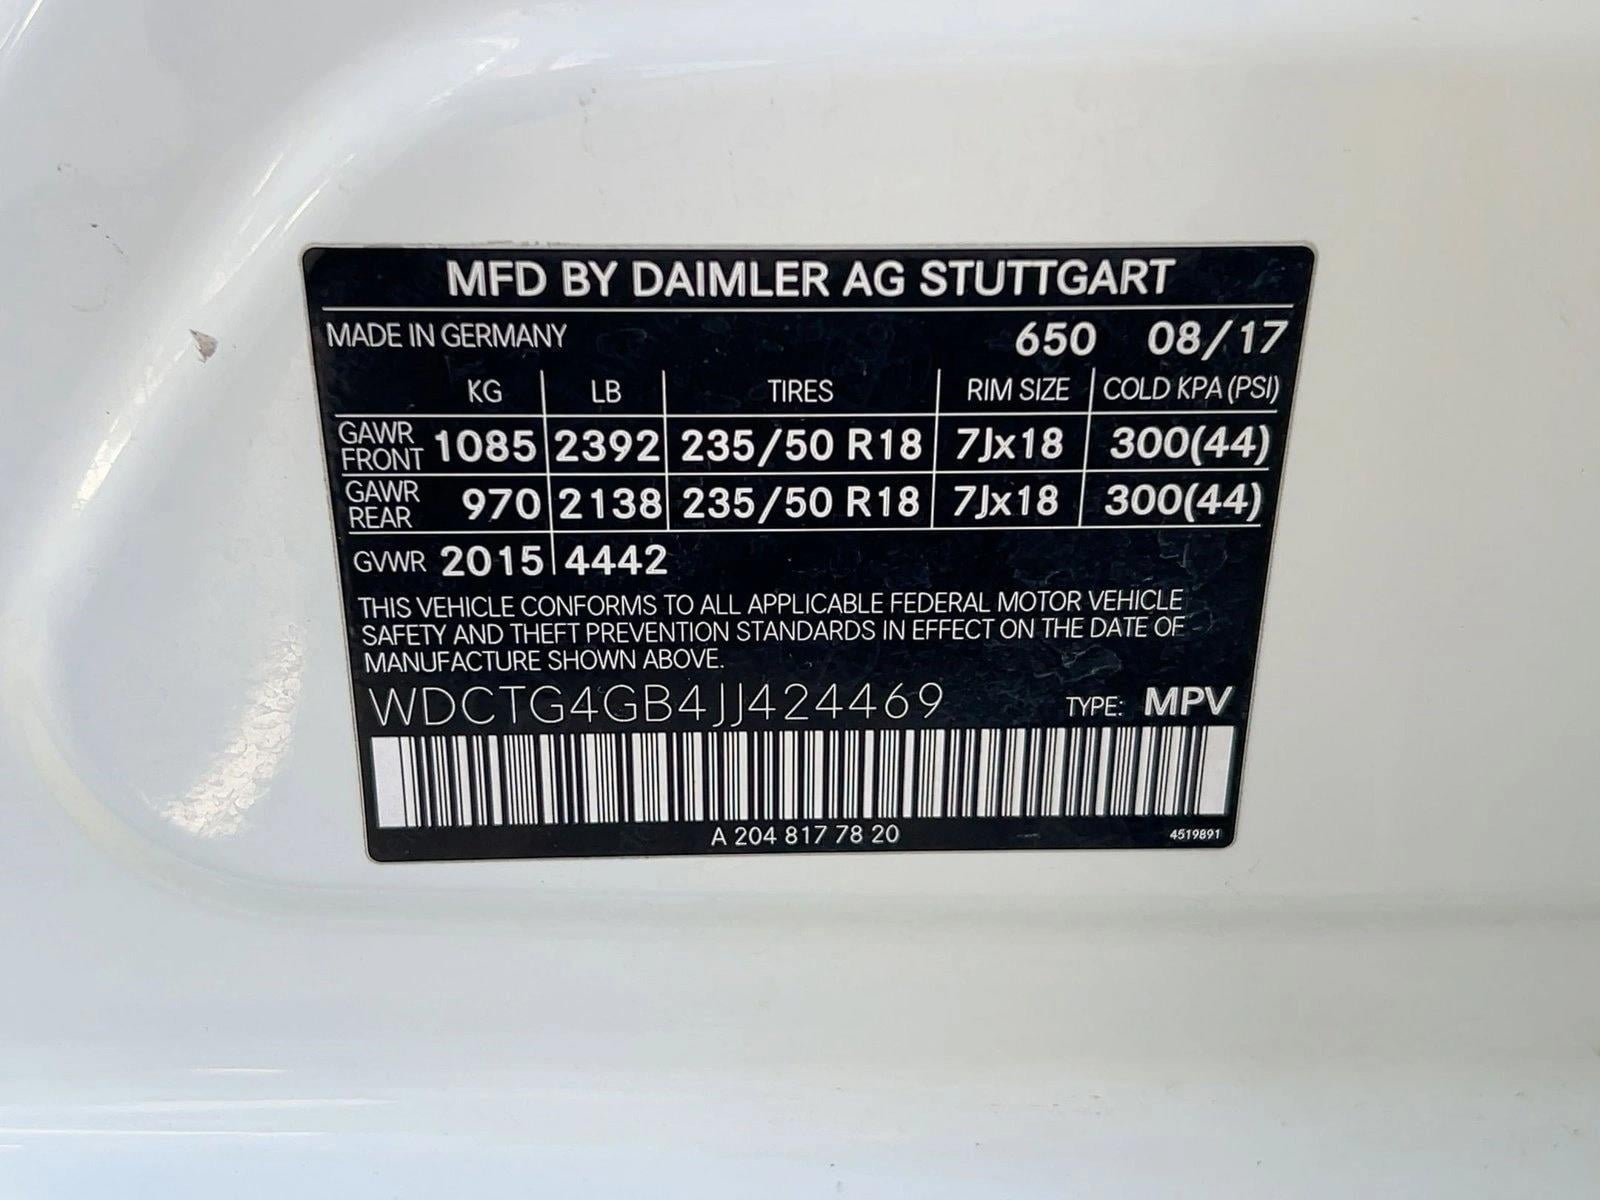 MFD BY DAIMLER AG STUTTGART
MADE IN GERMANY 650 08/17
KG LB TIRES RIM SIZE COLD KPA (PSI)
GAWR FRONT 1085 2392 235/50 R18 7Jx18 300(44)
GAWR REAR 970 2138 235/50 R18 7Jx18 300(44)
GVWR 2015 4442
THIS VEHICLE CONFORMS TO ALL APPLICABLE FEDERAL MOTOR VEHICLE
SAFETY AND THEFT PREVENTION STANDARDS IN EFFECT ON THE DATE OF
MANUFACTURE SHOWN ABOVE.
WDCTG4GB4JJ424469 TYPE: MPV
A 204 817 78 20 4519891